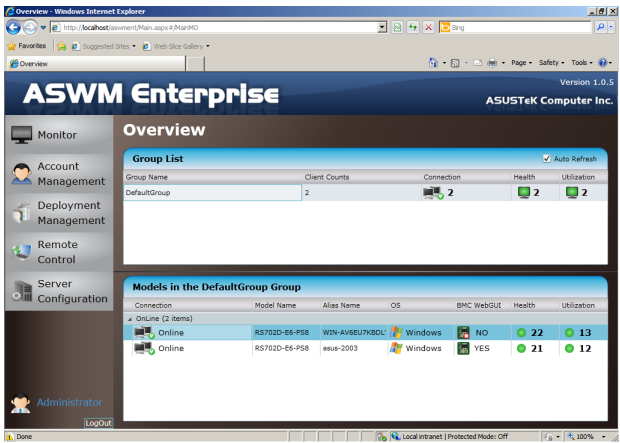 Overview - Windows Internet Explorer
http://localhost/aswment/Main.aspx#/MainMO
Bing
Favorites Suggested Sites Web Slice Gallery
Overview
Page Safety Tools
ASWM Enterprise
Version 1.0.5
ASUSTeK Computer Inc.
Monitor
Account Management
Deployment Management
Remote Control
Server Configuration
Administrator
LogOut
Overview
Group List
Auto Refresh
Group Name Client Counts Connection Health Utilization
DefaultGroup 2 2 2 2
Models in the DefaultGroup Group
Connection Model Name Alias Name OS BMC WebGUI Health Utilization
OnLine (2 items)
Online RS702D-E6-PS8 WIN-AV6EU7KBDL' Windows NO 22 13
Online RS702D-E6-PS8 asus-2003 Windows YES 21 12
Done
Local intranet | Protected Mode: Off
100%